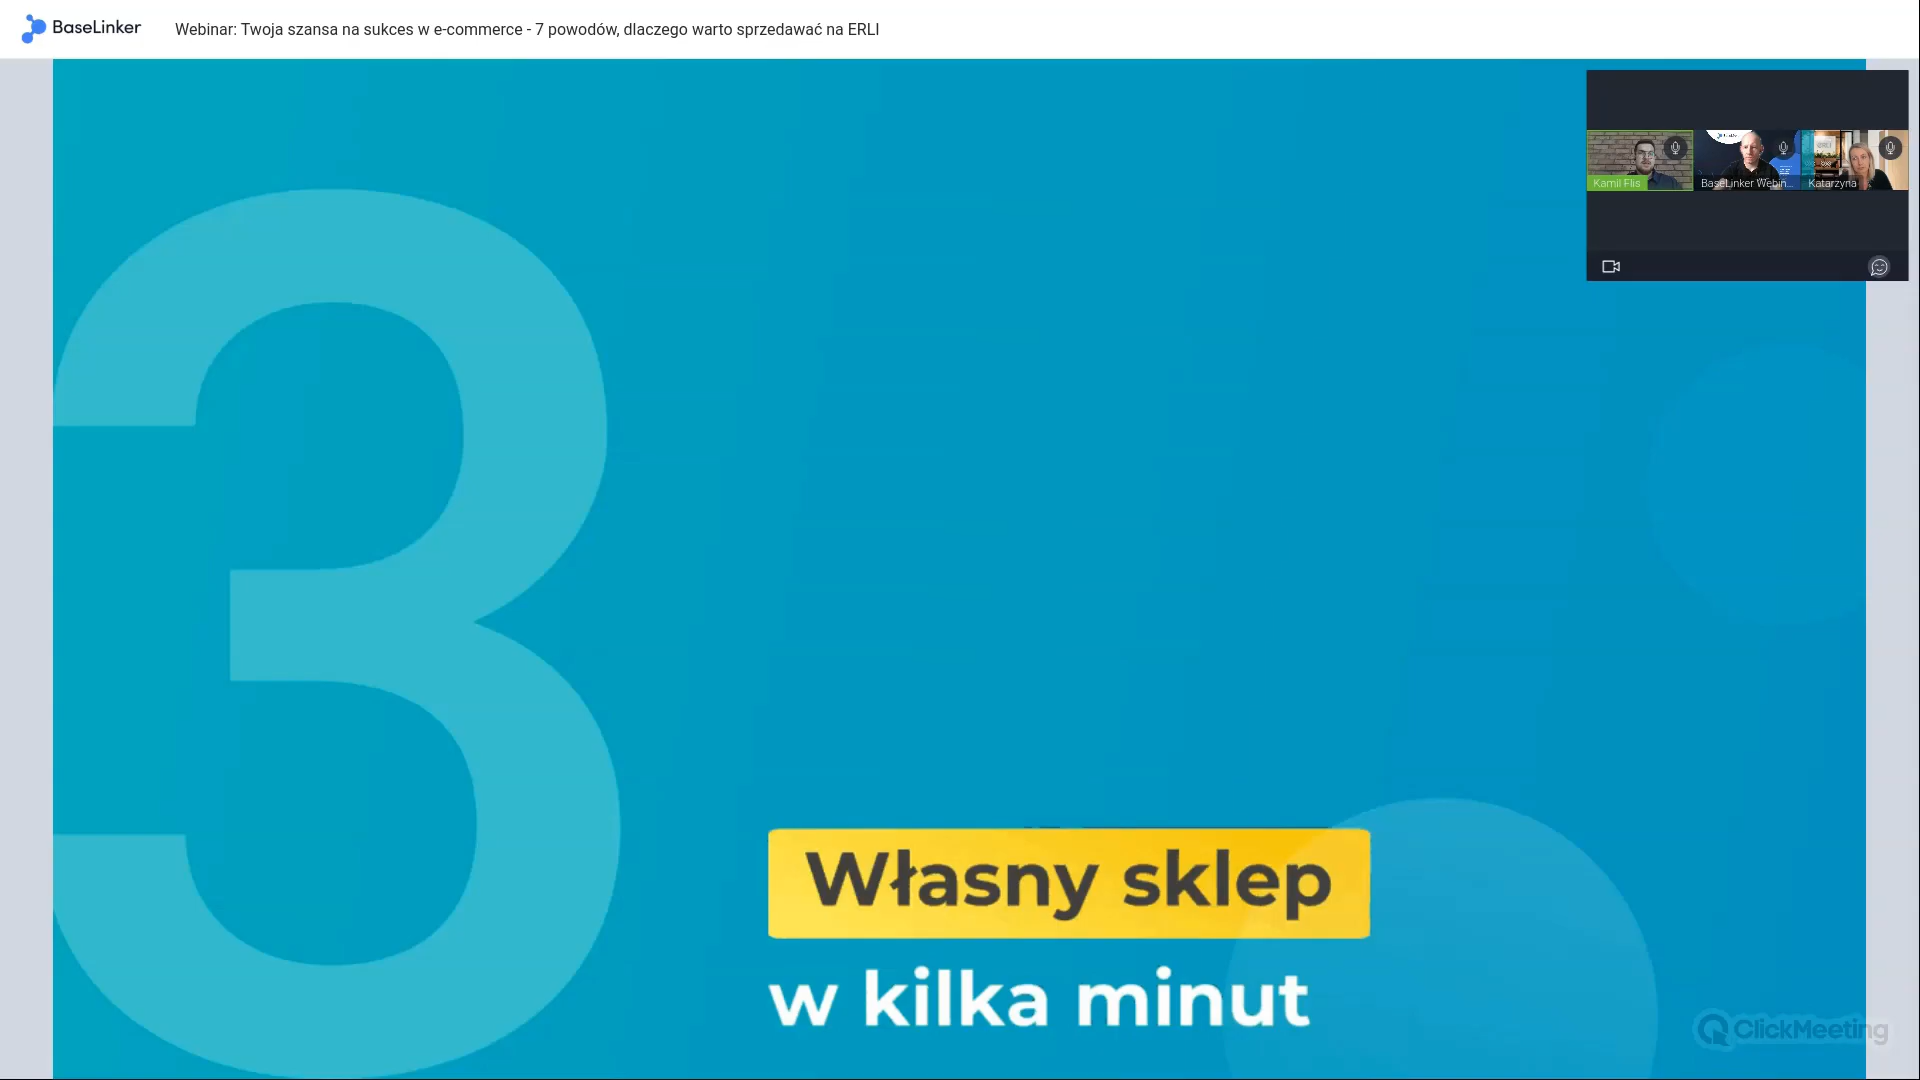 BaseLinker
Webinar: Twoja szansa na sukces w e-commerce - 7 powodów, dlaczego warto sprzedawać na ERLI
Kamil Flis
BaseLinker Webin...
Katarzyna
3
Własny sklep
w kilka minut
ClickMeeting